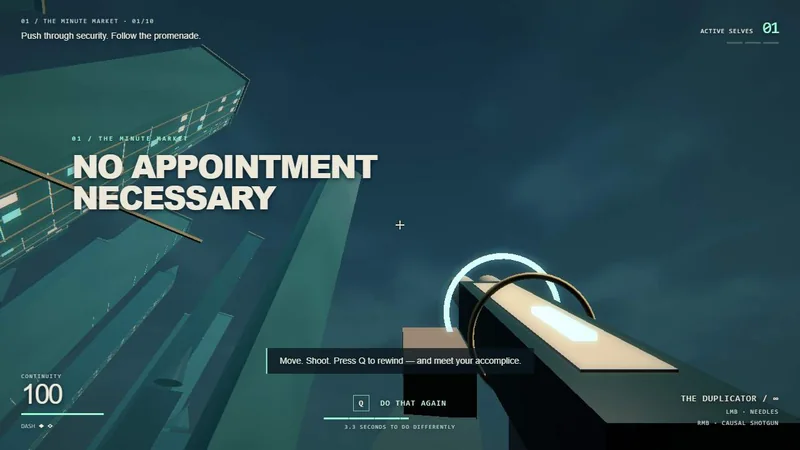 01 / THE MINUTE MARKET · 01/10
Push through security. Follow the promenade.
ACTIVE SELVES 01
01 / THE MINUTE MARKET
NO APPOINTMENT
NECESSARY
Move. Shoot. Press Q to rewind — and meet your accomplice.
CONTINUITY
100
DASH
Q DO THAT AGAIN
3.3 SECONDS TO DO DIFFERENTLY
THE DUPLICATOR / ∞
LMB · NEEDLES
RMB · CAUSAL SHOTGUN